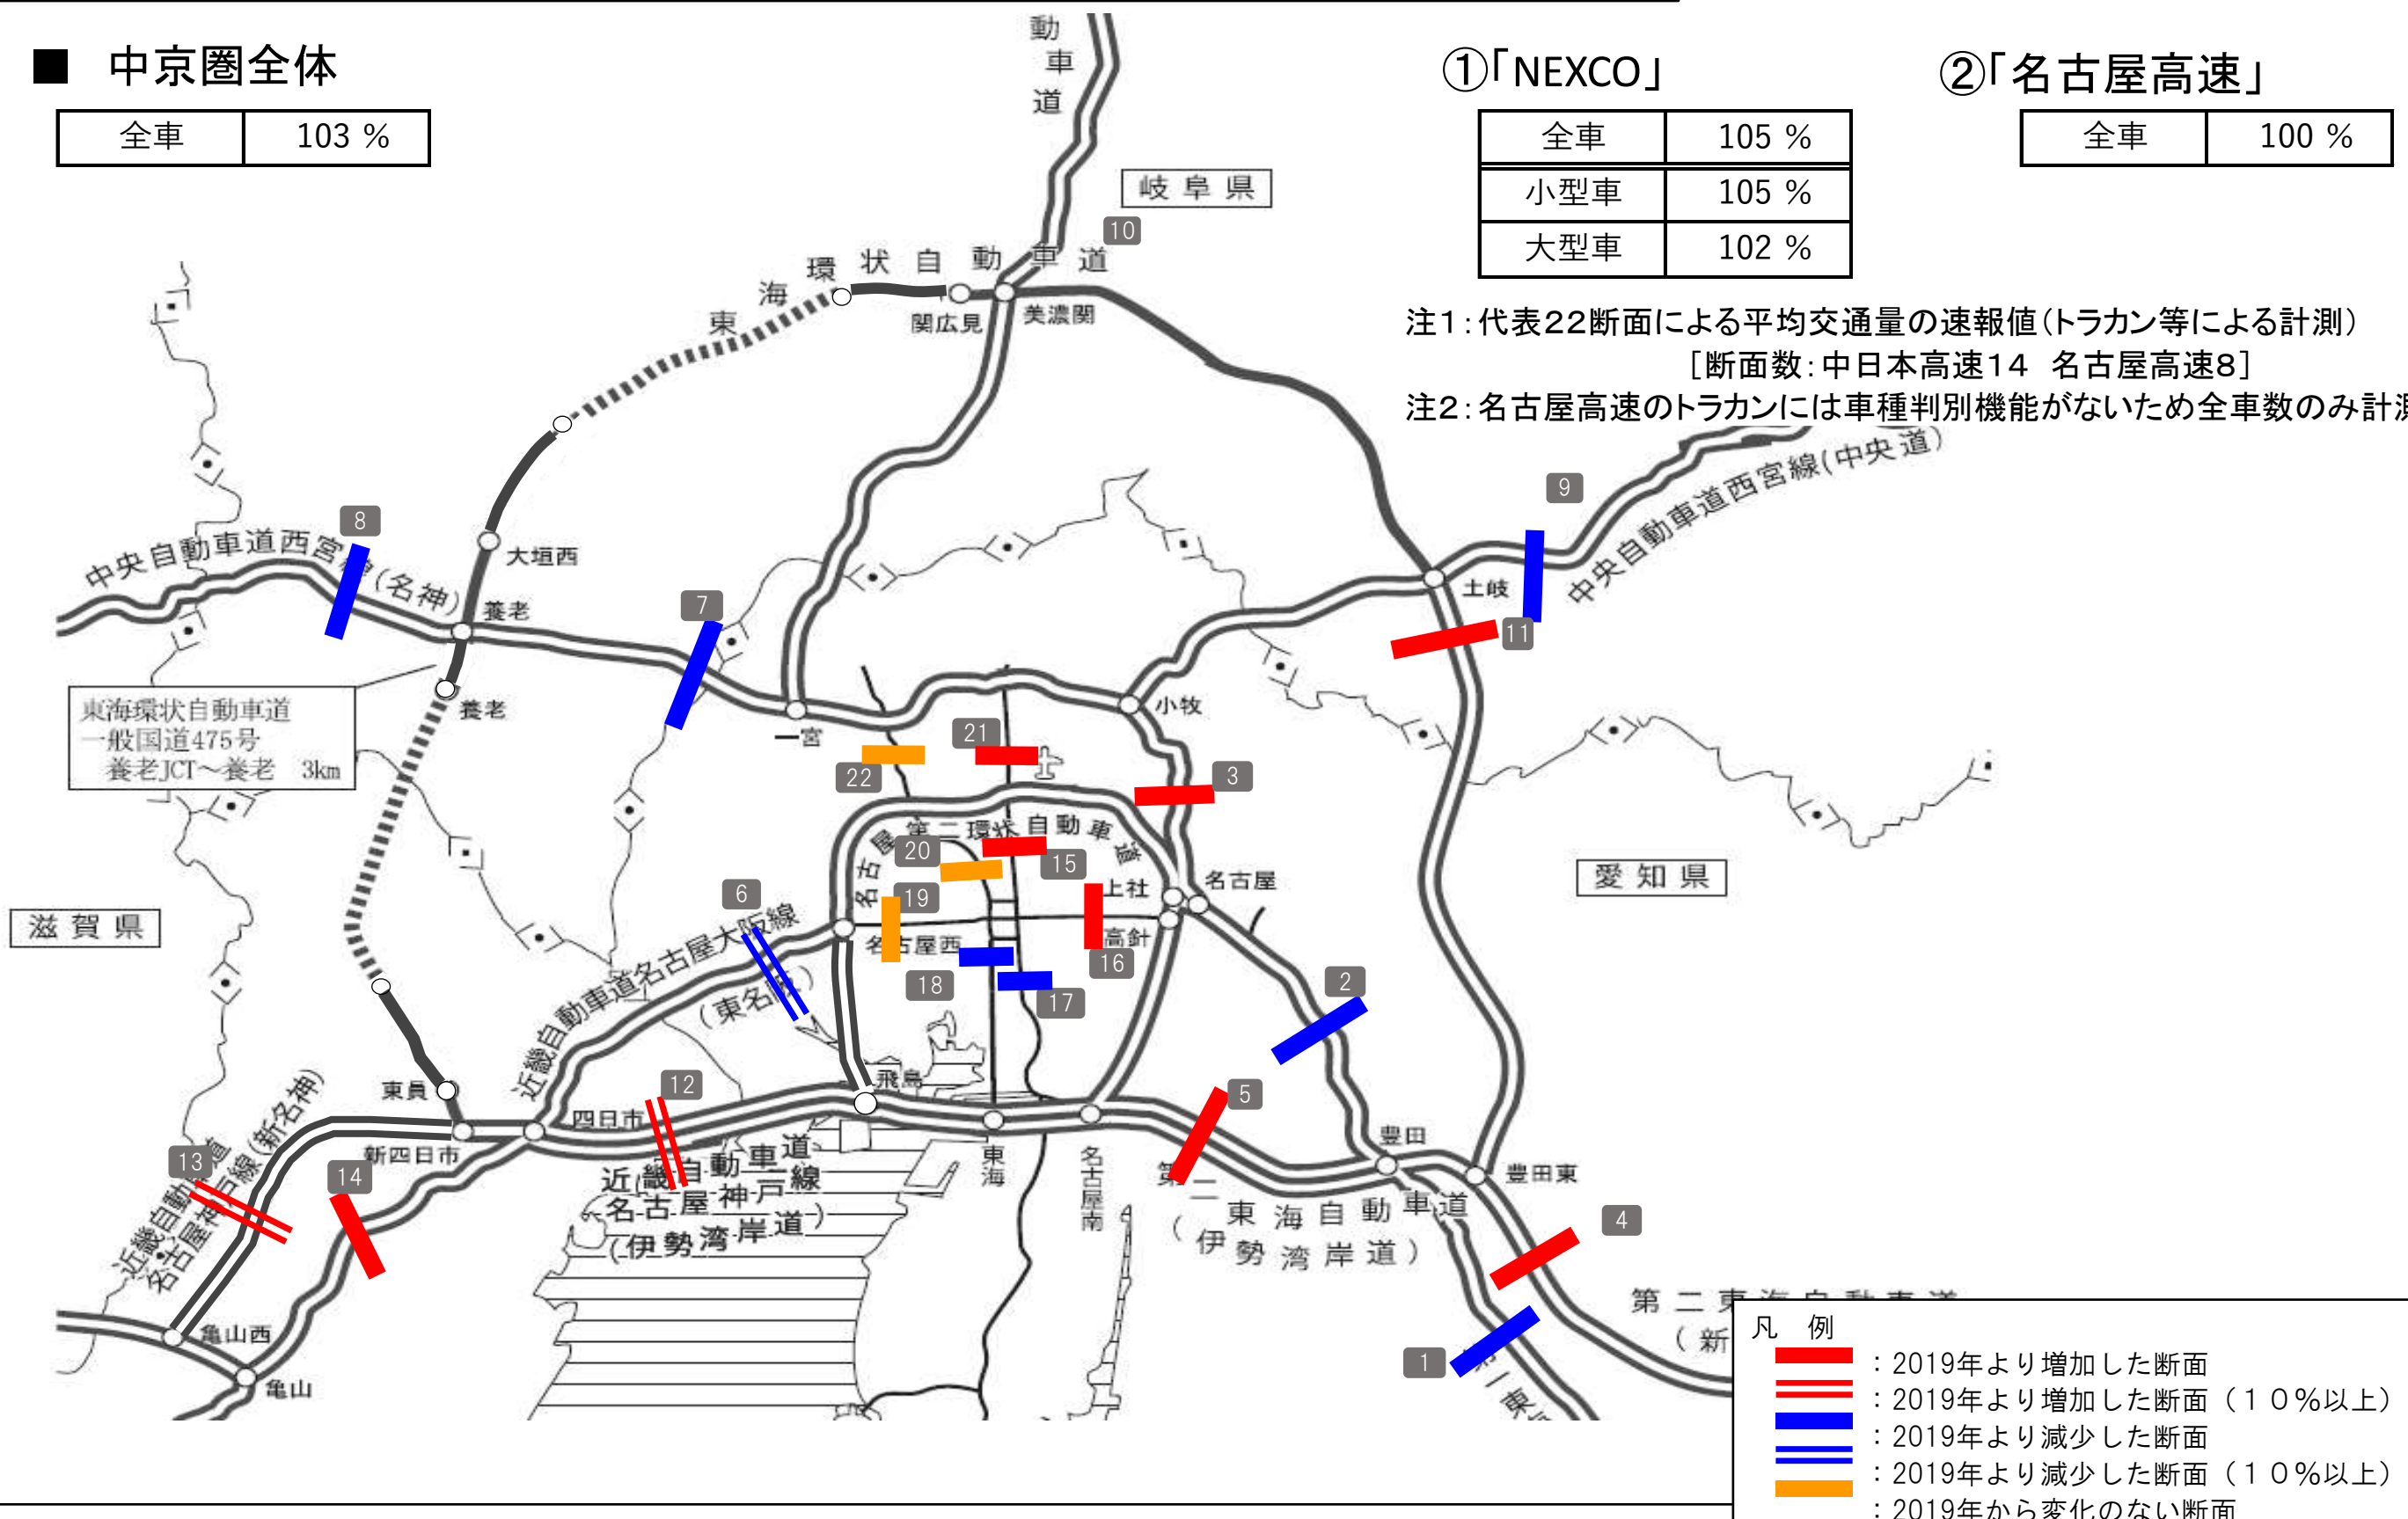 ■ 中京圏全体
全車 103 %
①「NEXCO」
全車 105 %
小型車 105 %
大型車 102 %
②「名古屋高速」
全車 100 %
注1：代表22断面による平均交通量の速報値（トラカン等による計測）
［断面数：中日本高速14 名古屋高速8］
注2：名古屋高速のトラカンには車種判別機能がないため全車数のみ計測
動車道
岐阜県
10
東海環状自動車道
関広見
美濃関
9
中央自動車道西宮線(中央道)
8
中央自動車道西宮線(名神)
大垣西
養老
7
土岐
11
養老
東海環状自動車道
一般国道475号
養老JCT～養老 3km
一宮
小牧
21
22
3
名古屋第二環状自動車道
20
15
上社
名古屋
愛知県
19
6
滋賀県
名古屋西
高針
16
近畿自動車道名古屋大阪線
(東名阪)
18
17
2
東員
12
飛島
5
四日市
新四日市
豊田
豊田東
13
14
近畿自動車道
名古屋神戸線(新名神)
近畿自動車道
名古屋神戸線
(伊勢湾岸道)
東海
名古屋南
第二東海自動車道
(伊勢湾岸道)
4
亀山西
亀山
1
第二東海自動車道
(新
第一東
凡 例
：2019年より増加した断面
：2019年より増加した断面（１０％以上）
：2019年より減少した断面
：2019年より減少した断面（１０％以上）
：2019年から変化のない断面